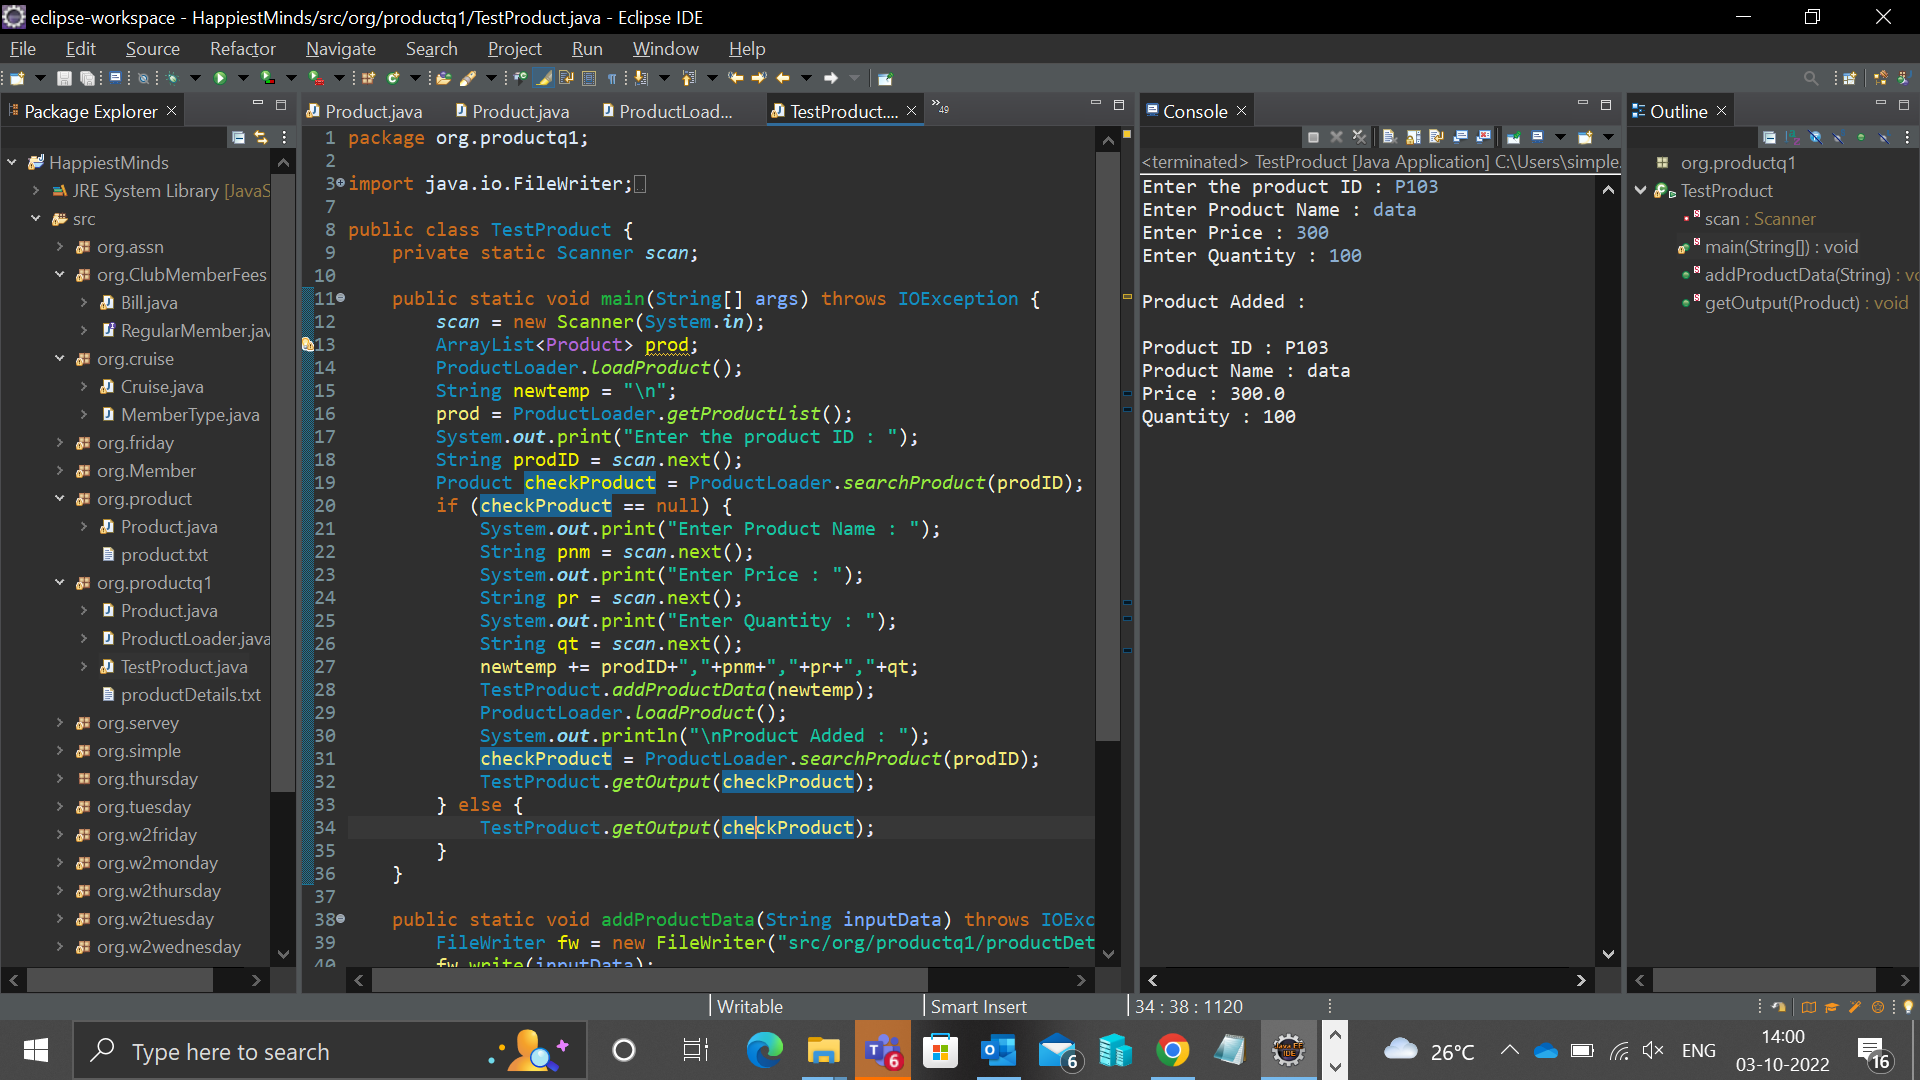 eclipse-workspace - HappiestMinds/src/org/productq1/TestProduct.java - Eclipse IDE
File Edit Source Refactor Navigate Search Project Run Window Help
Package Explorer
HappiestMinds
JRE System Library [JavaS
src
org.assn
org.ClubMemberFees
Bill.java
RegularMember.jav
org.cruise
Cruise.java
MemberType.java
org.friday
org.Member
org.product
Product.java
product.txt
org.productq1
Product.java
ProductLoader.java
TestProduct.java
productDetails.txt
org.servey
org.simple
org.thursday
org.tuesday
org.w2friday
org.w2monday
org.w2thursday
org.w2tuesday
org.w2wednesday
Product.java Product.java ProductLoad... TestProduct.... »49
1 package org.productq1;
2
3 import java.io.FileWriter;
7
8 public class TestProduct {
9 private static Scanner scan;
10
11 public static void main(String[] args) throws IOException {
12 scan = new Scanner(System.in);
13 ArrayList<Product> prod;
14 ProductLoader.loadProduct();
15 String newtemp = "\n";
16 prod = ProductLoader.getProductList();
17 System.out.print("Enter the product ID : ");
18 String prodID = scan.next();
19 Product checkProduct = ProductLoader.searchProduct(prodID);
20 if (checkProduct == null) {
21 System.out.print("Enter Product Name : ");
22 String pnm = scan.next();
23 System.out.print("Enter Price : ");
24 String pr = scan.next();
25 System.out.print("Enter Quantity : ");
26 String qt = scan.next();
27 newtemp += prodID+","+pnm+","+pr+","+qt;
28 TestProduct.addProductData(newtemp);
29 ProductLoader.loadProduct();
30 System.out.println("\nProduct Added : ");
31 checkProduct = ProductLoader.searchProduct(prodID);
32 TestProduct.getOutput(checkProduct);
33 } else {
34 TestProduct.getOutput(checkProduct);
35 }
36 }
37
38 public static void addProductData(String inputData) throws IOExc
39 FileWriter fw = new FileWriter("src/org/productq1/productDet
40 fw.write(inputData);
Console
<terminated> TestProduct [Java Application] C:\Users\simple.
Enter the product ID : P103
Enter Product Name : data
Enter Price : 300
Enter Quantity : 100
Product Added :
Product ID : P103
Product Name : data
Price : 300.0
Quantity : 100
Outline
org.productq1
TestProduct
scan : Scanner
main(String[]) : void
addProductData(String) : vo
getOutput(Product) : void
Writable Smart Insert 34 : 38 : 1120
Type here to search
6
6
26°C
ENG
14:00
03-10-2022
16